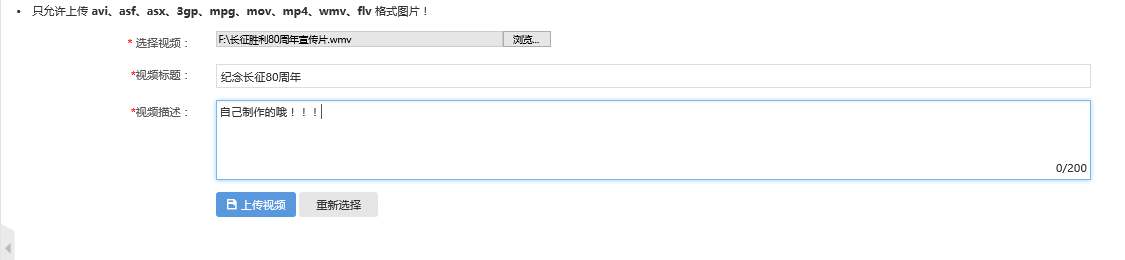 • 只允许上传 avi、asf、asx、3gp、mpg、mov、mp4、wmv、flv 格式图片！
* 选择视频： F:\长征胜利80周年宣传片.wmv 浏览...
*视频标题： 纪念长征80周年
*视频描述： 自己制作的哦！！！
0/200
上传视频 重新选择